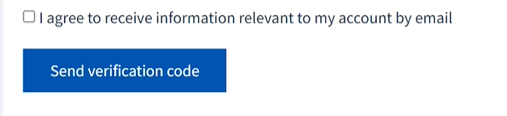 I agree to receive information relevant to my account by email
Send verification code